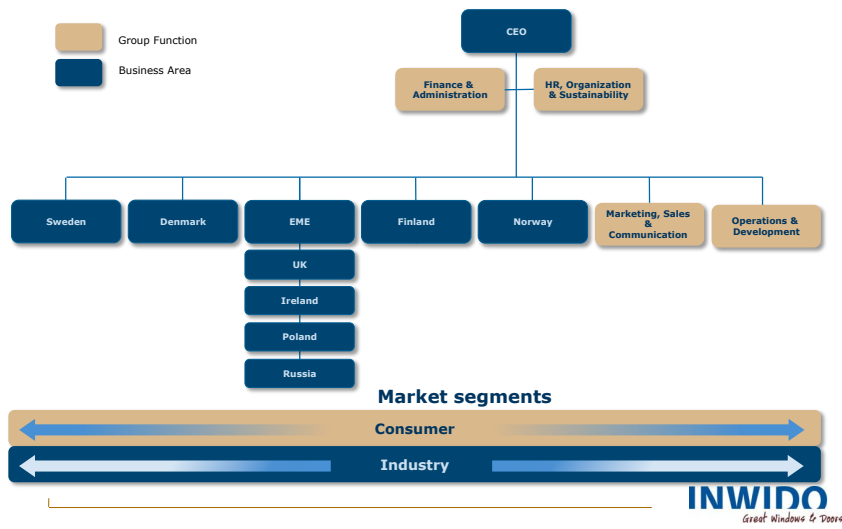 Group Function
Business Area
CEO
Finance &
Administration
HR, Organization
& Sustainability
Sweden
Denmark
EME
Finland
Norway
Marketing, Sales
&
Communication
Operations &
Development
UK
Ireland
Poland
Russia
Market segments
Consumer
Industry
INWIDO
Great Windows & Doors